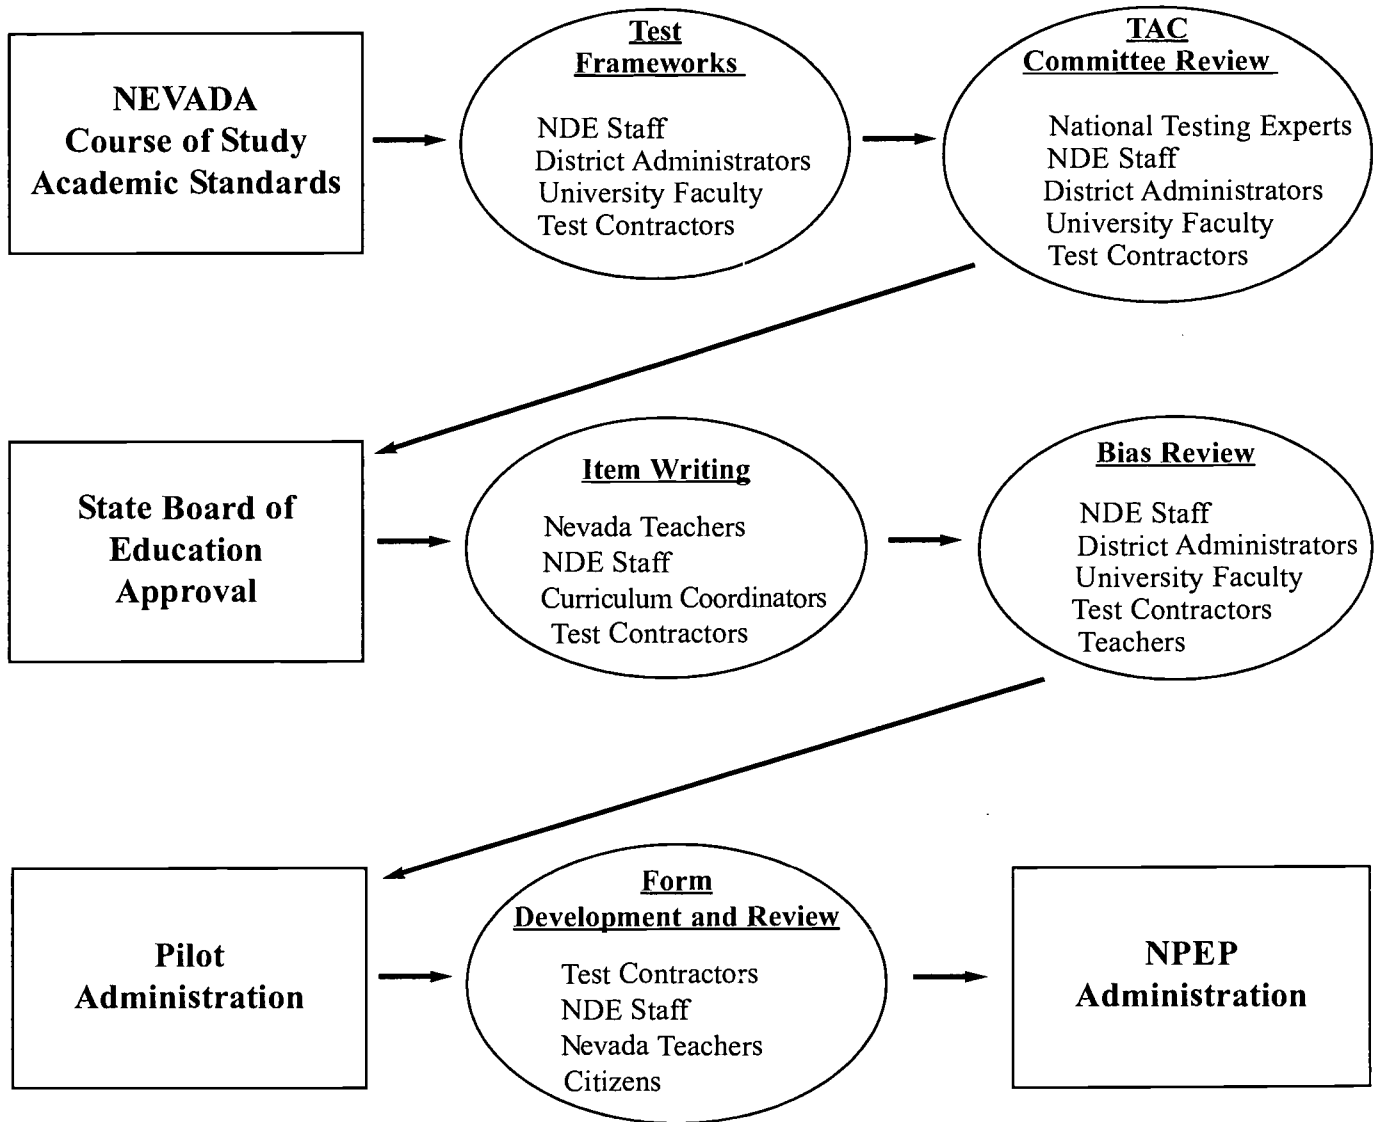 NEVADA
Course of Study
Academic Standards
Test
Frameworks
NDE Staff
District Administrators
University Faculty
Test Contractors
TAC
Committee Review
National Testing Experts
NDE Staff
District Administrators
University Faculty
Test Contractors
State Board of
Education
Approval
Item Writing
Nevada Teachers
NDE Staff
Curriculum Coordinators
Test Contractors
Bias Review
NDE Staff
District Administrators
University Faculty
Test Contractors
Teachers
Pilot
Administration
Form
Development and Review
Test Contractors
NDE Staff
Nevada Teachers
Citizens
NPEP
Administration